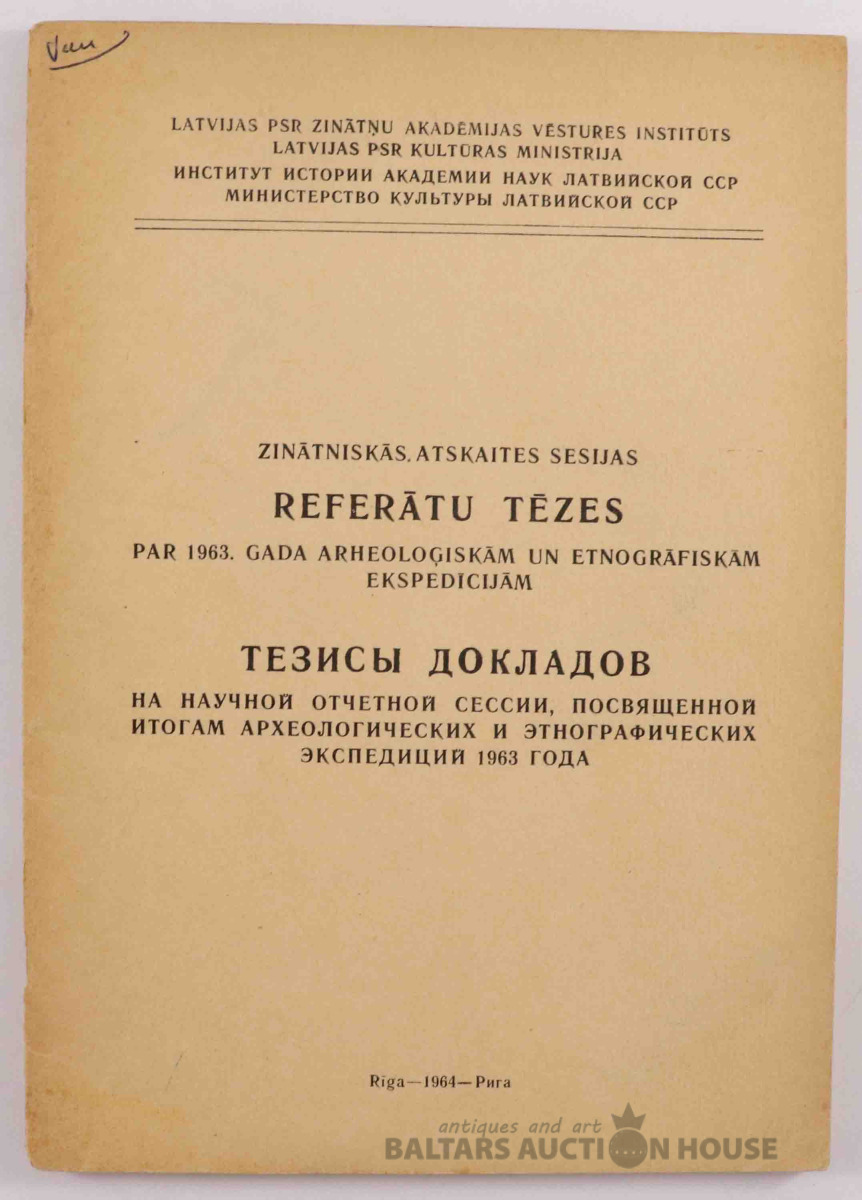 LATVIJAS PSR ZINĀTŅU AKADĒMIJAS VĒSTURES INSTITŪTS
LATVIJAS PSR KULTŪRAS MINISTRIJA
ИНСТИТУТ ИСТОРИИ АКАДЕМИИ НАУК ЛАТВИЙСКОЙ ССР
МИНИСТЕРСТВО КУЛЬТУРЫ ЛАТВИЙСКОЙ ССР
ZINĀTNISKĀS ATSKAITES SESIJAS
REFERĀTU TĒZES
PAR 1963. GADA ARHEOLOĢISKĀM UN ETNOGRĀFISKĀM
EKSPEDĪCIJĀM
ТЕЗИСЫ ДОКЛАДОВ
НА НАУЧНОЙ ОТЧЕТНОЙ СЕССИИ, ПОСВЯЩЕННОЙ
ИТОГАМ АРХЕОЛОГИЧЕСКИХ И ЭТНОГРАФИЧЕСКИХ
ЭКСПЕДИЦИЙ 1963 ГОДА
Rīga—1964—Рига
antiques and art
BALTARS AUCTION HOUSE